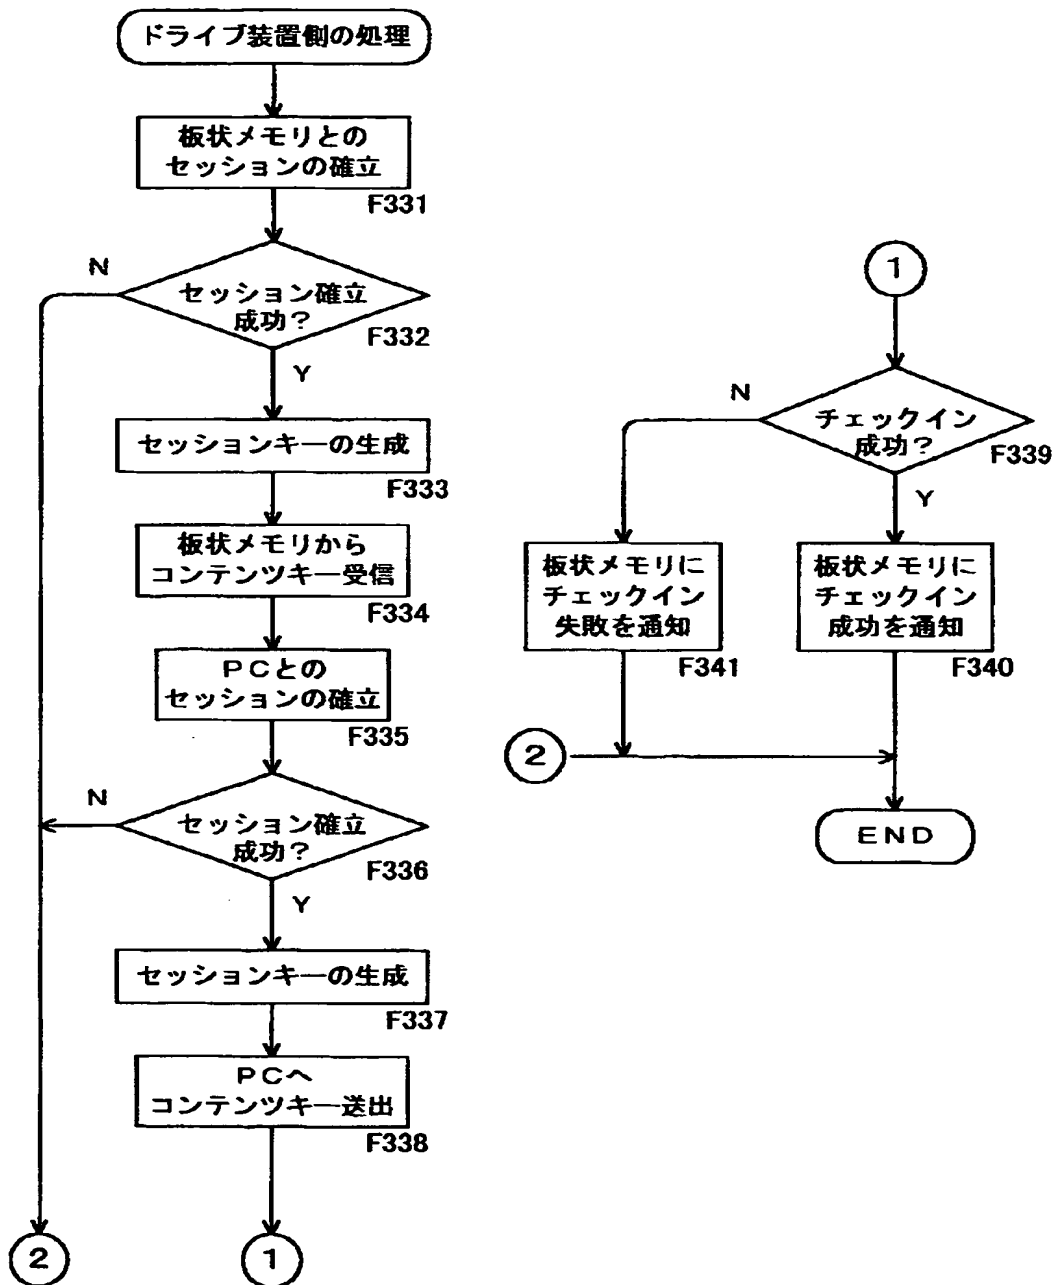 ドライブ装置側の処理
板状メモリとの
セッションの確立
F331
N
セッション確立
成功？
F332
Y
セッションキーの生成
F333
板状メモリから
コンテンツキー受信
F334
PCとの
セッションの確立
F335
N
セッション確立
成功？
F336
Y
セッションキーの生成
F337
PCへ
コンテンツキー送出
F338
2
1
1
N
チェックイン
成功？
F339
Y
板状メモリに
チェックイン
失敗を通知
F341
板状メモリに
チェックイン
成功を通知
F340
2
END